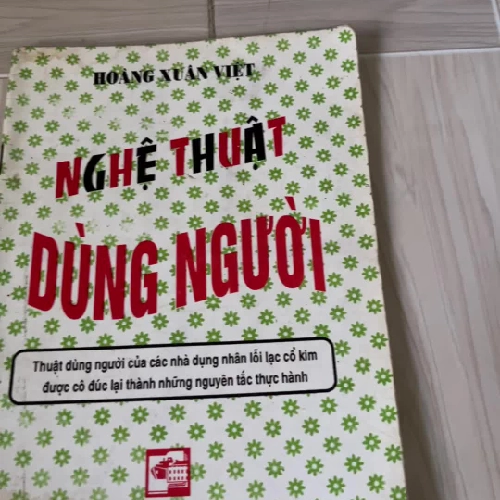 HOÀNG XUÂN VIỆT
NGHỆ THUẬT
DÙNG NGƯỜI
Thuật dùng người của các nhà dụng nhân lỗi lạc cổ kim
được cô đúc lại thành những nguyên tắc thực hành